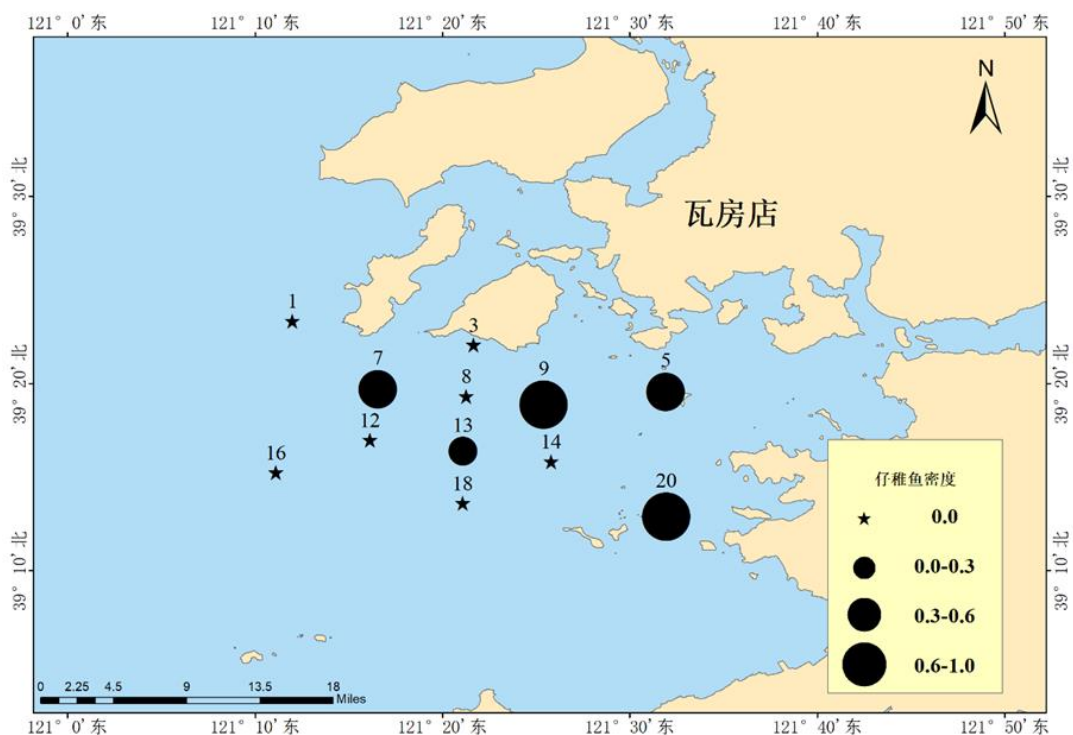 121° 0′ 东 121° 10′ 东 121° 20′ 东 121° 30′ 东 121° 40′ 东 121° 50′ 东
N
39° 30′ 北
39° 30′ 北
瓦房店
1
3
39° 20′ 北
7
8
9
5
39° 20′ 北
12
13
14
16
18
20
仔稚鱼密度
0.0
0.0-0.3
0.3-0.6
0.6-1.0
39° 10′ 北
39° 10′ 北
0 2.25 4.5 9 13.5 18
Miles
121° 0′ 东 121° 10′ 东 121° 20′ 东 121° 30′ 东 121° 40′ 东 121° 50′ 东